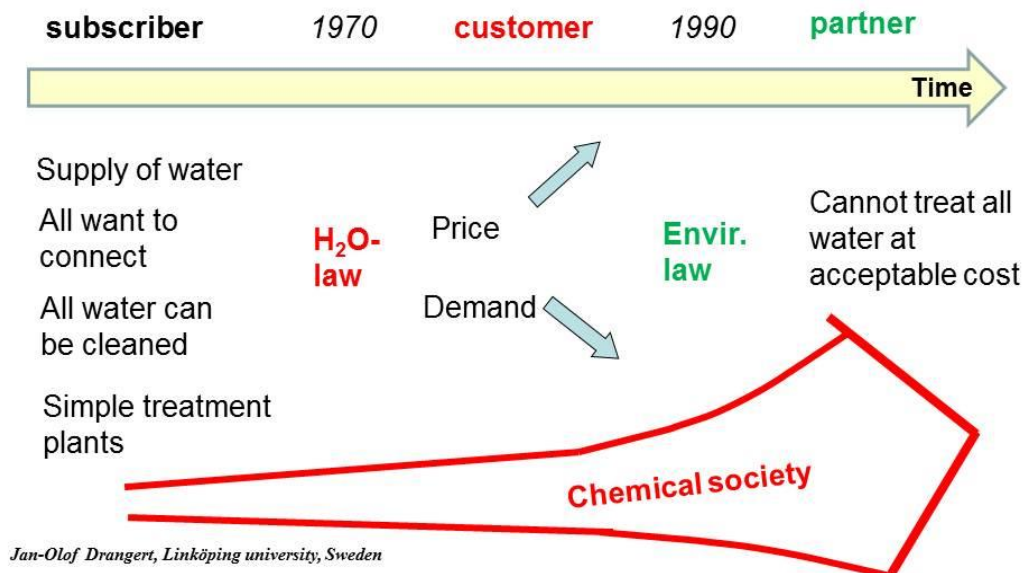 subscriber 1970 customer 1990 partner
Time
Supply of water
All want to
connect
All water can
be cleaned
Simple treatment
plants
H₂O-
law
Price
Demand
Envir.
law
Cannot treat all
water at
acceptable cost
Chemical society
Jan-Olof Drangert, Linköping university, Sweden